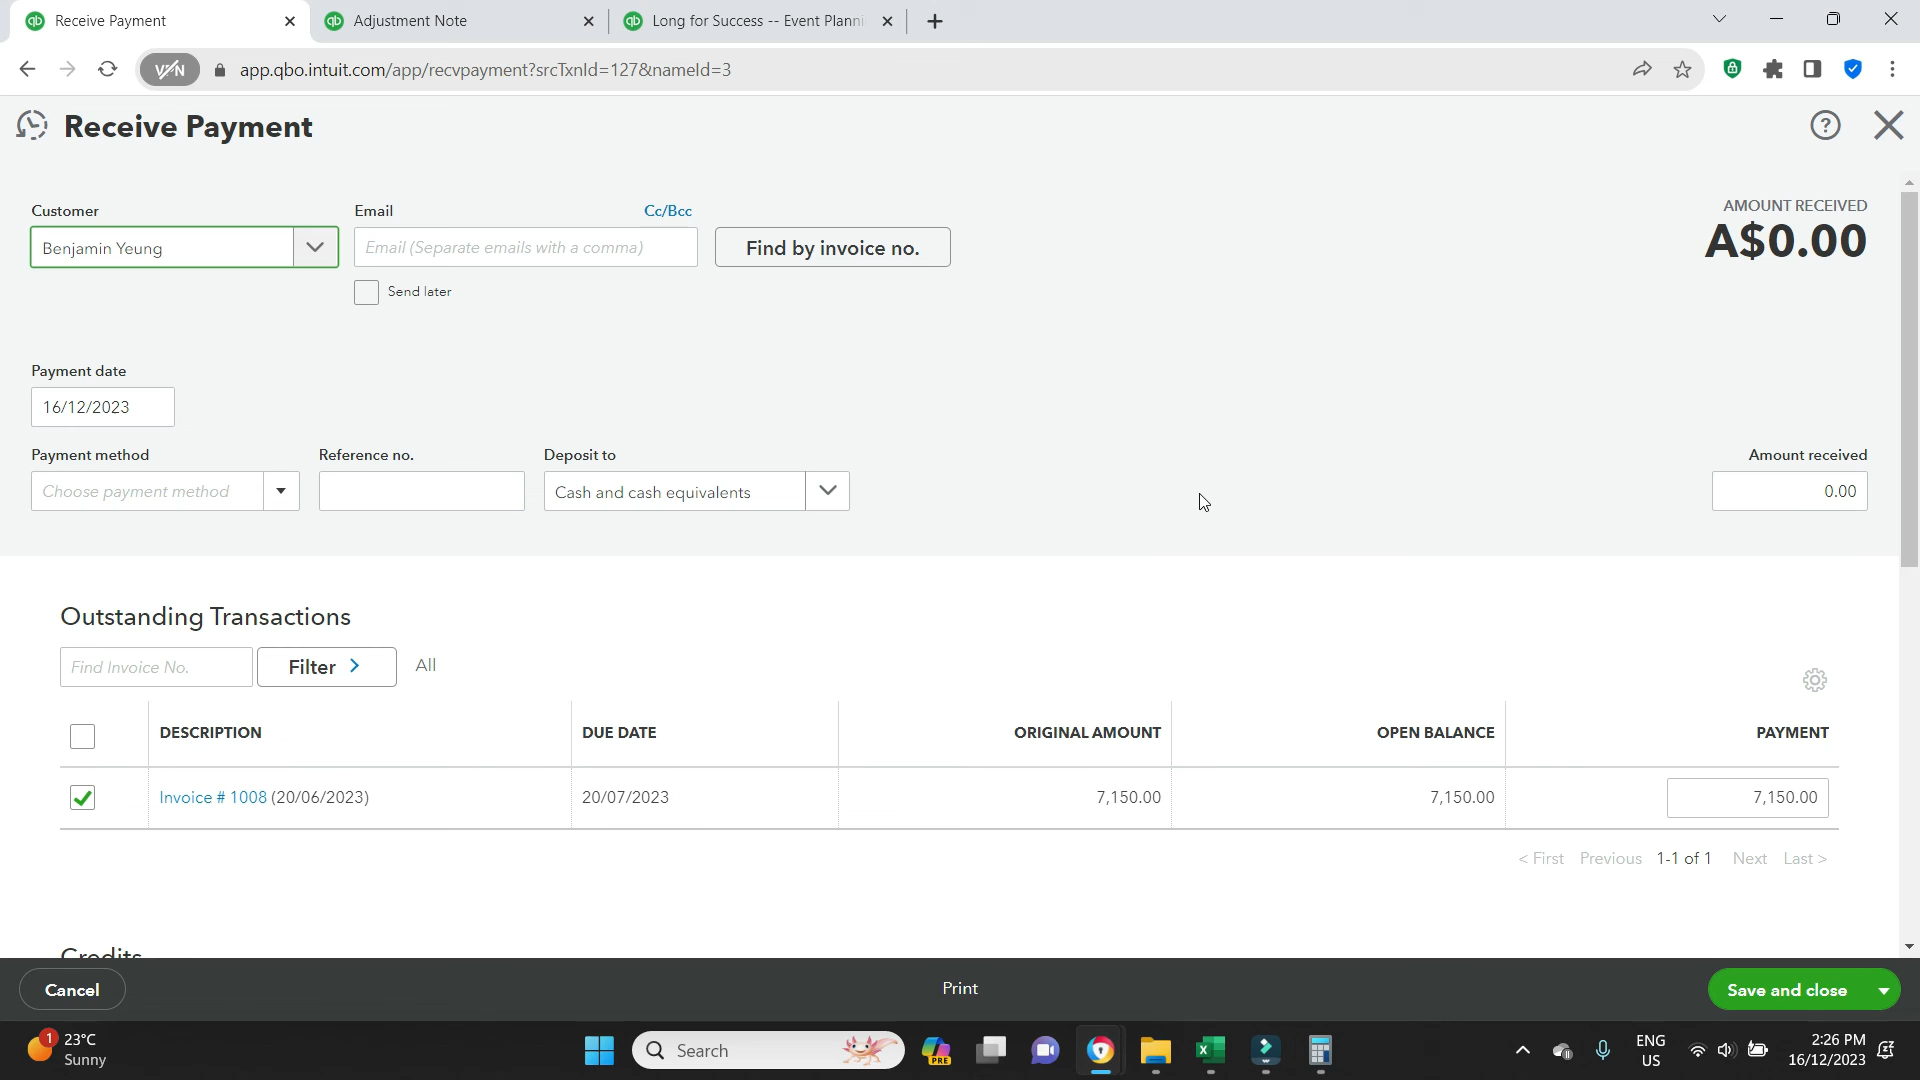 Receive Payment
Adjustment Note
Long for Success -- Event Planni
VPN
app.qbo.intuit.com/app/recvpayment?srcTxnId=127&nameId=3
Receive Payment
Customer
Email
Cc/Bcc
AMOUNT RECEIVED
A$0.00
Benjamin Yeung
Email (Separate emails with a comma)
Find by invoice no.
Send later
Payment date
16/12/2023
Payment method
Reference no.
Deposit to
Amount received
Choose payment method
Cash and cash equivalents
0.00
Outstanding Transactions
Find Invoice No.
Filter >
All
DESCRIPTION
DUE DATE
ORIGINAL AMOUNT
OPEN BALANCE
PAYMENT
Invoice # 1008 (20/06/2023)
20/07/2023
7,150.00
7,150.00
7,150.00
< First Previous 1-1 of 1 Next Last >
Credits
Cancel
Print
Save and close
1
23°C
Sunny
Search
PRE
ENG
US
2:26 PM
16/12/2023